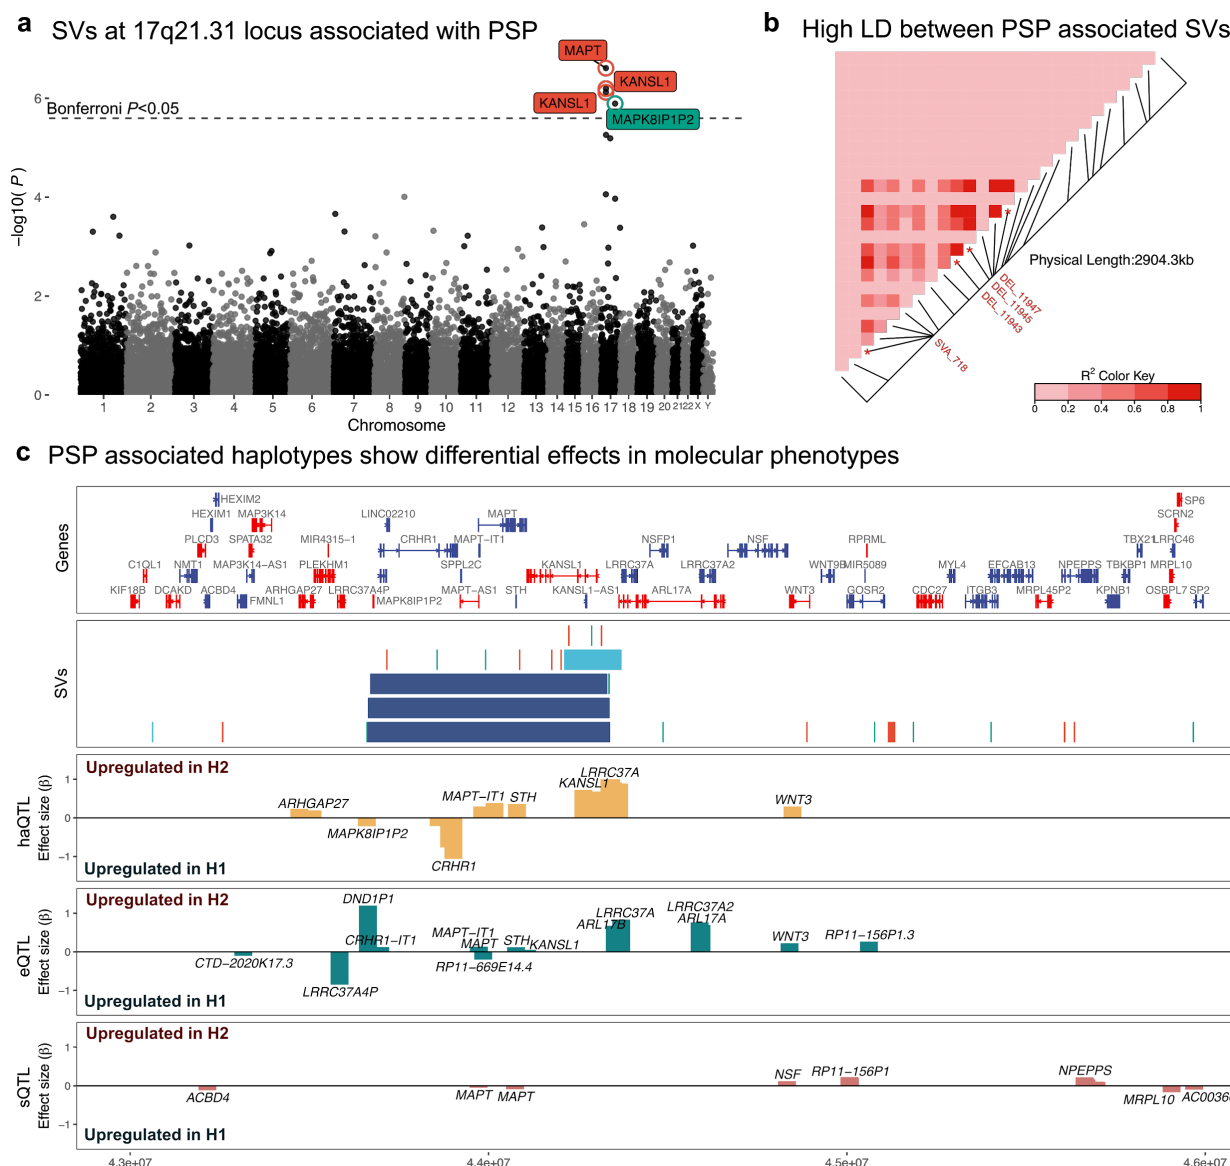 a SVs at 17q21.31 locus associated with PSP
MAPT
KANSL1
KANSL1
MAPK8IP1P2
Bonferroni P<0.05
−log10( P )
6
4
2
0
1 2 3 4 5 6 7 8 9 10 11 12 13 14 15 16 17 18 19 20 21 22 X Y
Chromosome
b High LD between PSP associated SVs
* * * *
Physical Length:2904.3kb
DEL_11947
DEL_11945
DEL_11943
SVA_718
R2 Color Key
0 0.2 0.4 0.6 0.8 1
c PSP associated haplotypes show differential effects in molecular phenotypes
Genes
HEXIM2 SP6
HEXIM1 MAP3K14 LINC02210 MAPT SCRN2
PLCD3 SPATA32 MIR4315−1 CRHR1 MAPT−IT1 NSFP1 NSF RPRML TBX21 LRRC46
C1QL1 NMT1 MAP3K14−AS1 PLEKHM1 SPPL2C KANSL1 LRRC37A LRRC37A2 WNT9B MIR5089 MYL4 EFCAB13 NPEPPS TBKBP1 MRPL10
KIF18B DCAKD ACBD4 FMNL1 ARHGAP27 LRRC37A4P MAPK8IP1P2 MAPT−AS1 STH KANSL1−AS1 ARL17A WNT3 GOSR2 CDC27 ITGB3 MRPL45P2 KPNB1 OSBPL7 SP2
SVs
haQTL
Effect size (β)
1
0
−1
Upregulated in H2
ARHGAP27
MAPK8IP1P2
CRHR1
MAPT−IT1
STH
KANSL1
LRRC37A
WNT3
Upregulated in H1
eQTL
Effect size (β)
1
0
−1
Upregulated in H2
CTD−2020K17.3
LRRC37A4P
DND1P1
CRHR1−IT1
MAPT−IT1
MAPT
RP11−669E14.4
STH
KANSL1
ARL17B
LRRC37A
LRRC37A2
ARL17A
WNT3
RP11−156P1.3
Upregulated in H1
sQTL
Effect size (β)
1
0
−1
Upregulated in H2
ACBD4
MAPT
MAPT
NSF
RP11−156P1
NPEPPS
MRPL10
AC0036
Upregulated in H1
4.3e+07 4.4e+07 4.5e+07 4.6e+07